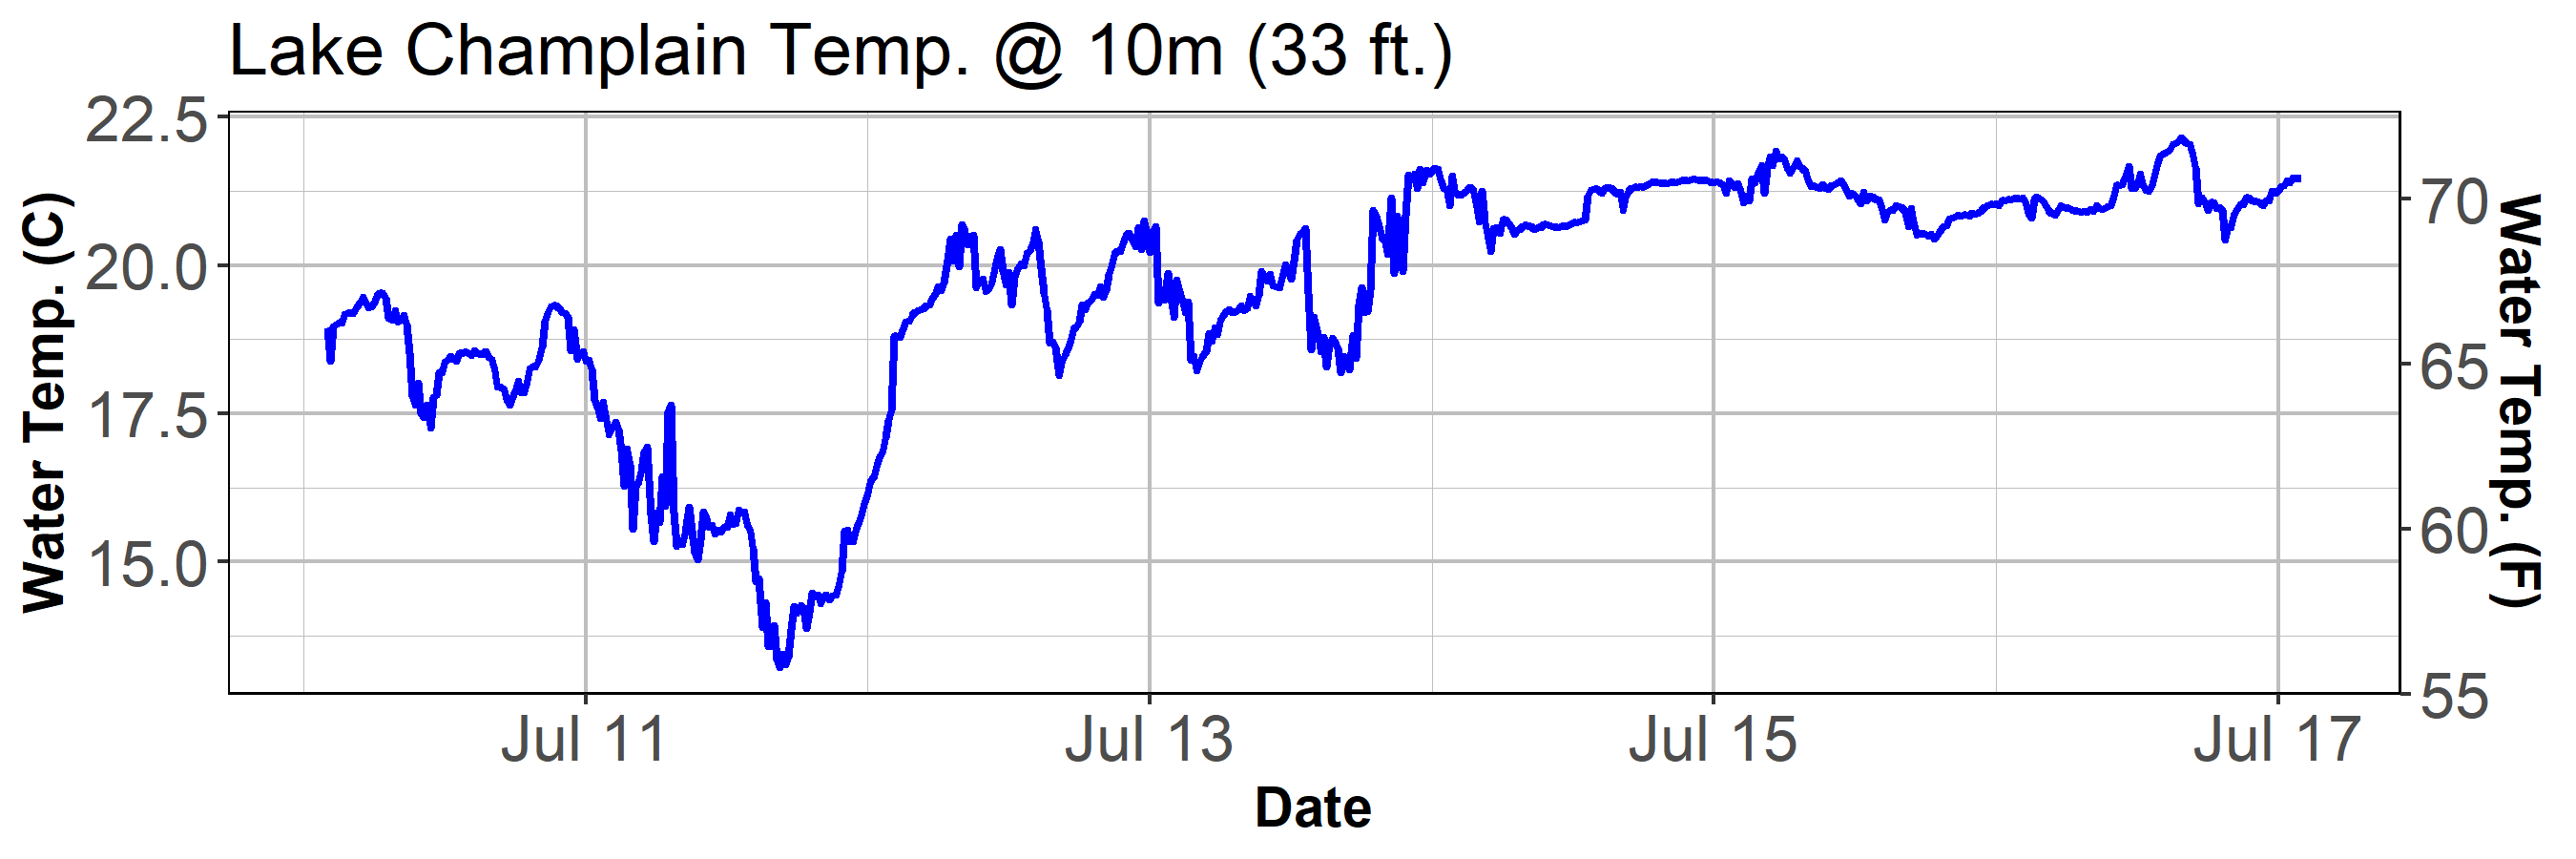 Lake Champlain Temp. @ 10m (33 ft.)
Water Temp. (C)
22.5
20.0
17.5
15.0
70
65
60
55
Water Temp. (F)
Jul 11
Jul 13
Jul 15
Jul 17
Date